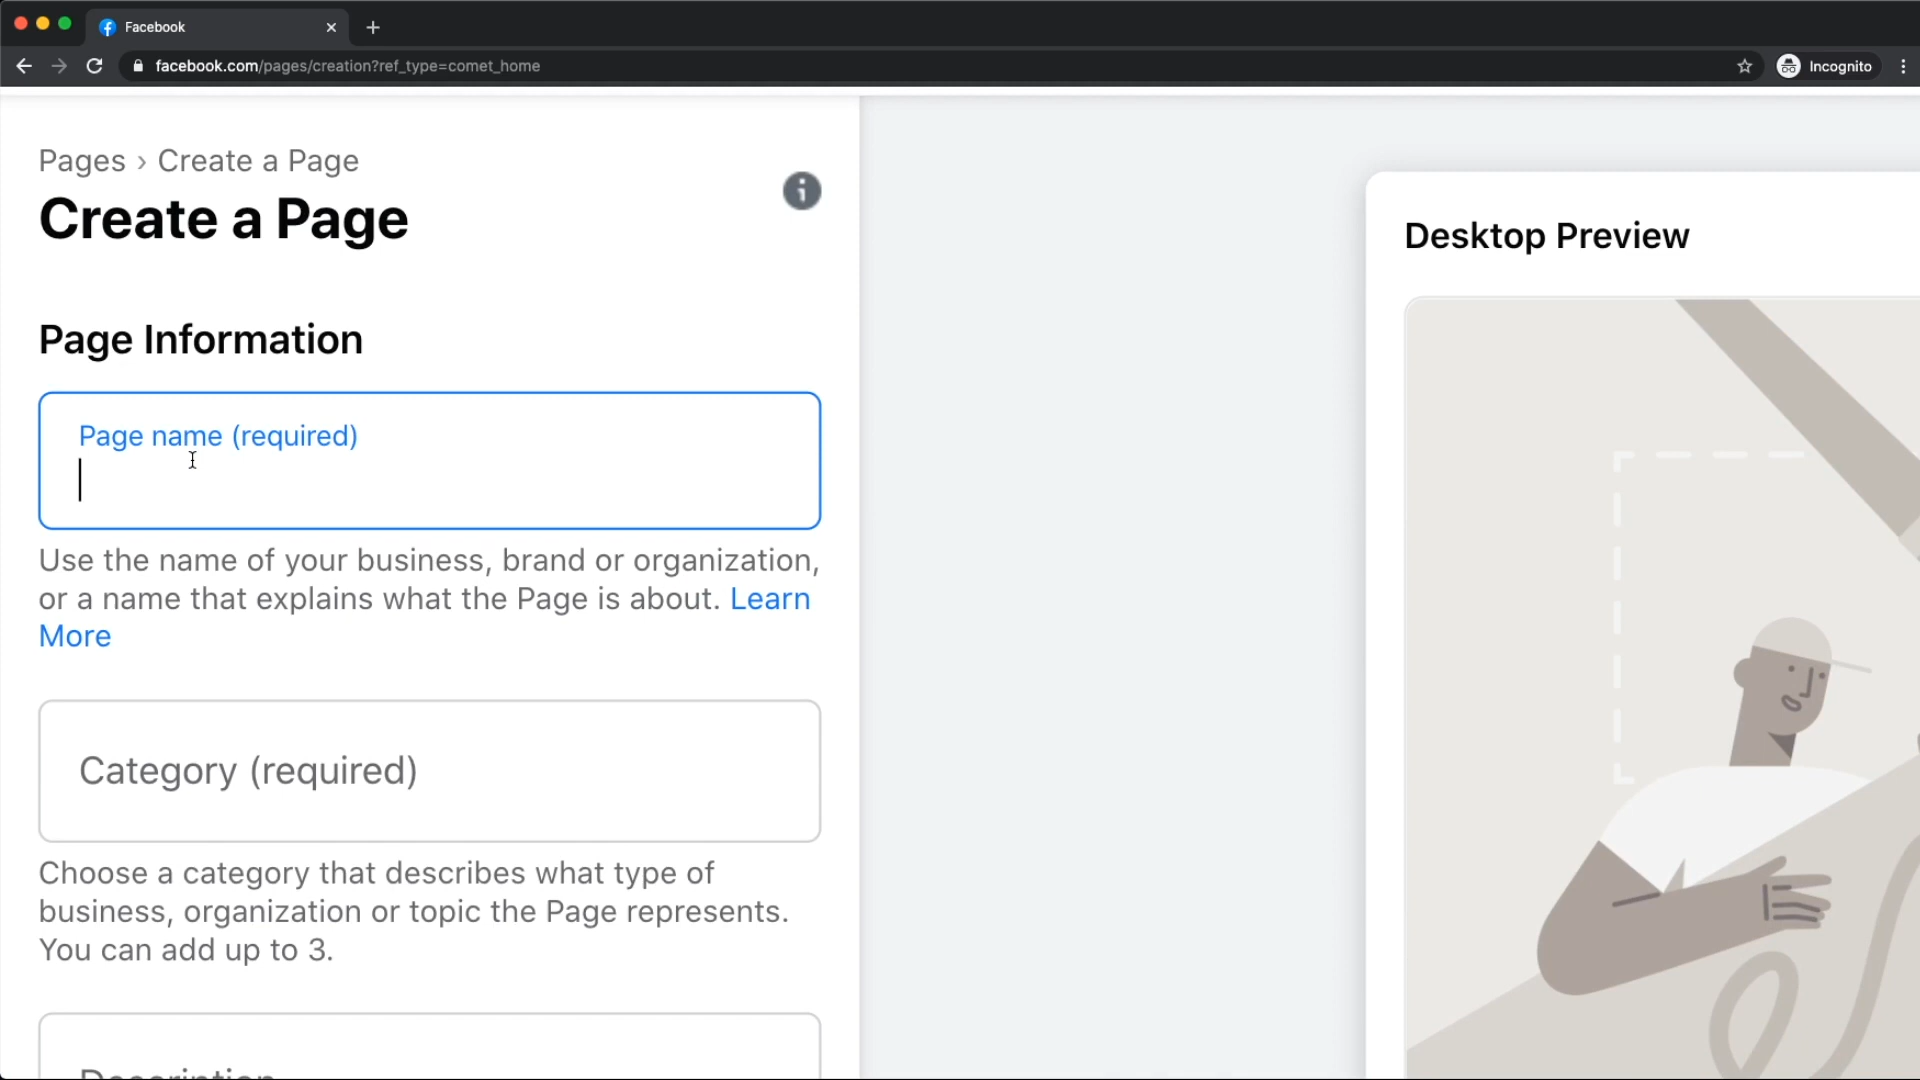 Facebook
facebook.com/pages/creation?ref_type=comet_home
Incognito
Pages › Create a Page
Create a Page
Page Information
Page name (required)
Use the name of your business, brand or organization,
or a name that explains what the Page is about. Learn
More
Category (required)
Choose a category that describes what type of
business, organization or topic the Page represents.
You can add up to 3.
Description
Desktop Preview